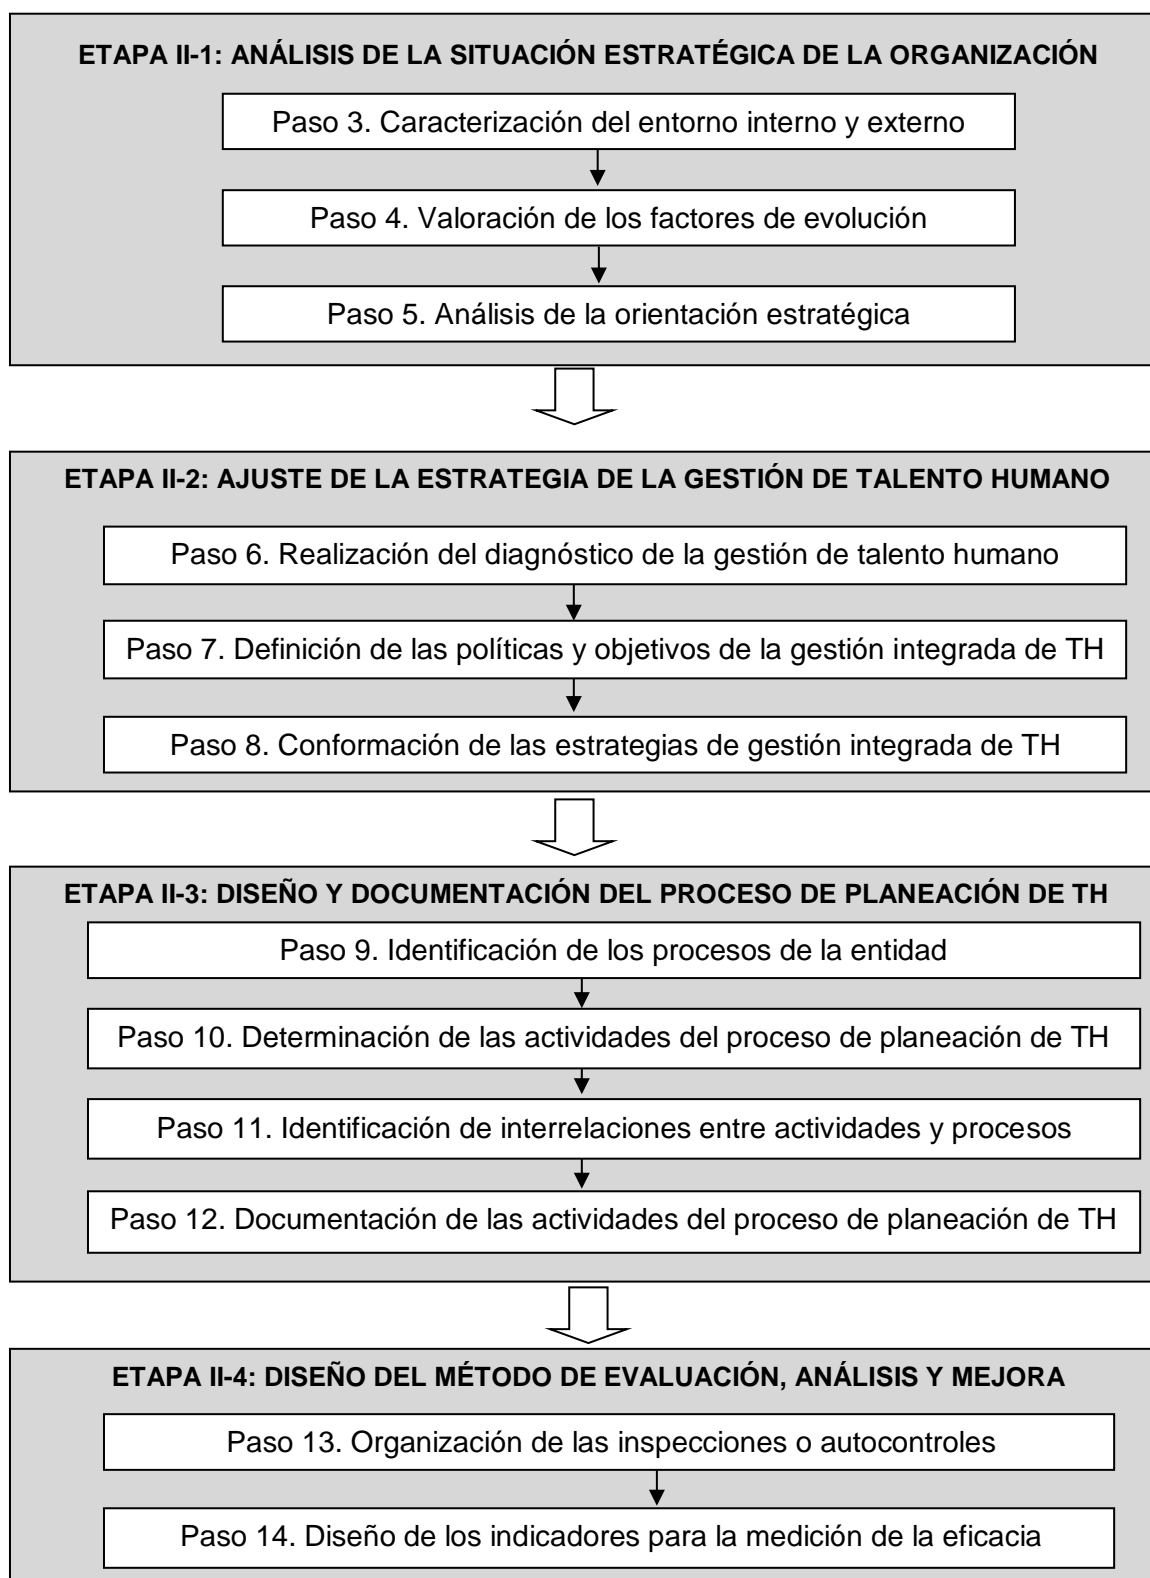 ETAPA II-1: ANÁLISIS DE LA SITUACIÓN ESTRATÉGICA DE LA ORGANIZACIÓN
Paso 3. Caracterización del entorno interno y externo
Paso 4. Valoración de los factores de evolución
Paso 5. Análisis de la orientación estratégica
ETAPA II-2: AJUSTE DE LA ESTRATEGIA DE LA GESTIÓN DE TALENTO HUMANO
Paso 6. Realización del diagnóstico de la gestión de talento humano
Paso 7. Definición de las políticas y objetivos de la gestión integrada de TH
Paso 8. Conformación de las estrategias de gestión integrada de TH
ETAPA II-3: DISEÑO Y DOCUMENTACIÓN DEL PROCESO DE PLANEACIÓN DE TH
Paso 9. Identificación de los procesos de la entidad
Paso 10. Determinación de las actividades del proceso de planeación de TH
Paso 11. Identificación de interrelaciones entre actividades y procesos
Paso 12. Documentación de las actividades del proceso de planeación de TH
ETAPA II-4: DISEÑO DEL MÉTODO DE EVALUACIÓN, ANÁLISIS Y MEJORA
Paso 13. Organización de las inspecciones o autocontroles
Paso 14. Diseño de los indicadores para la medición de la eficacia